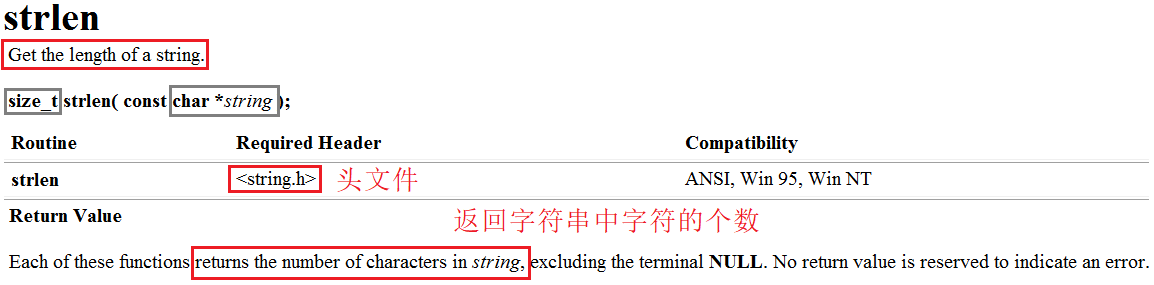 strlen
Get the length of a string.
size_t strlen( const char *string );
Routine Required Header Compatibility
strlen <string.h> 头文件 ANSI, Win 95, Win NT
Return Value 返回字符串中字符的个数
Each of these functions returns the number of characters in string, excluding the terminal NULL. No return value is reserved to indicate an error.